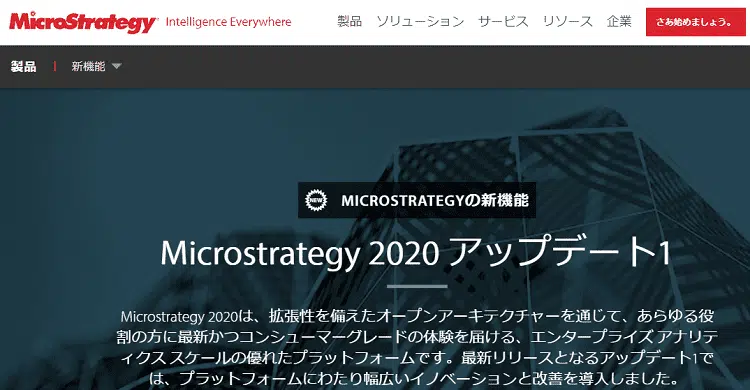 MicroStrategy Intelligence Everywhere 製品 ソリューション サービス リソース 企業 さあ始めましょう。
製品 | 新機能
NEW MICROSTRATEGYの新機能
Microstrategy 2020 アップデート1
Microstrategy 2020は、拡張性を備えたオープンアーキテクチャーを通じて、あらゆる役
割の方に最新かつコンシューマーグレードの体験を届ける、エンタープライズ アナリテ
ィクス スケールの優れたプラットフォームです。最新リリースとなるアップデート1で
は、プラットフォームにわたり幅広いイノベーションと改善を導入しました。